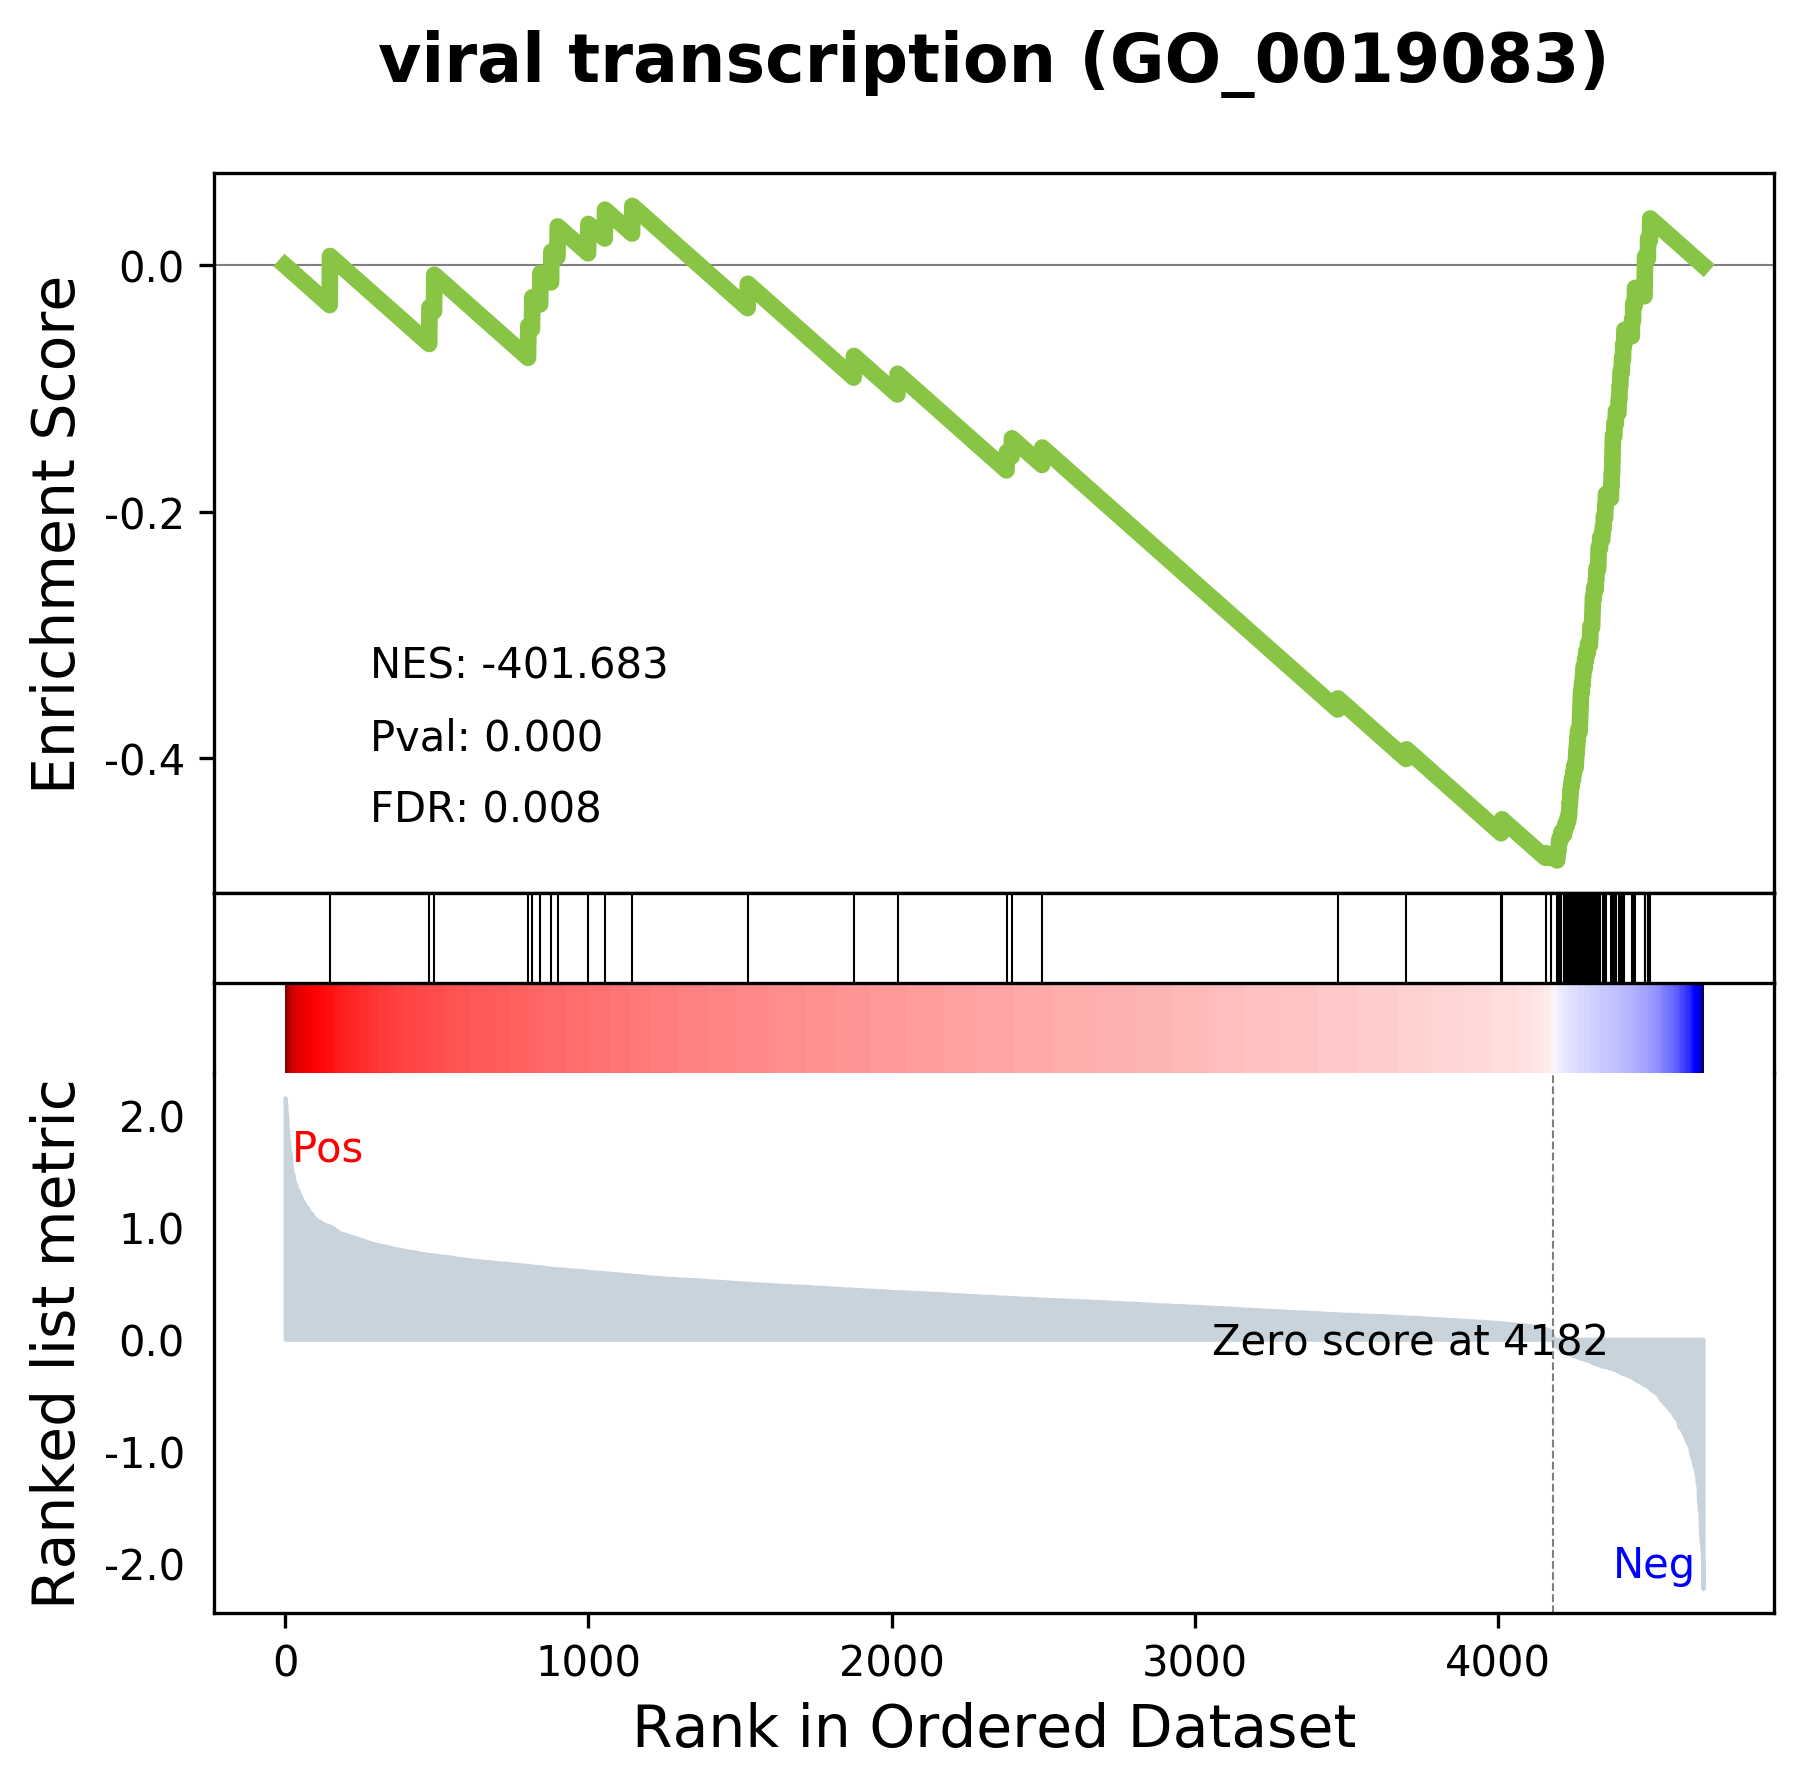 viral transcription (GO_0019083)
Enrichment Score
0.0
-0.2
-0.4
NES: -401.683
Pval: 0.000
FDR: 0.008
Ranked list metric
2.0
1.0
0.0
-1.0
-2.0
Pos
Zero score at 4182
Neg
0
1000
2000
3000
4000
Rank in Ordered Dataset